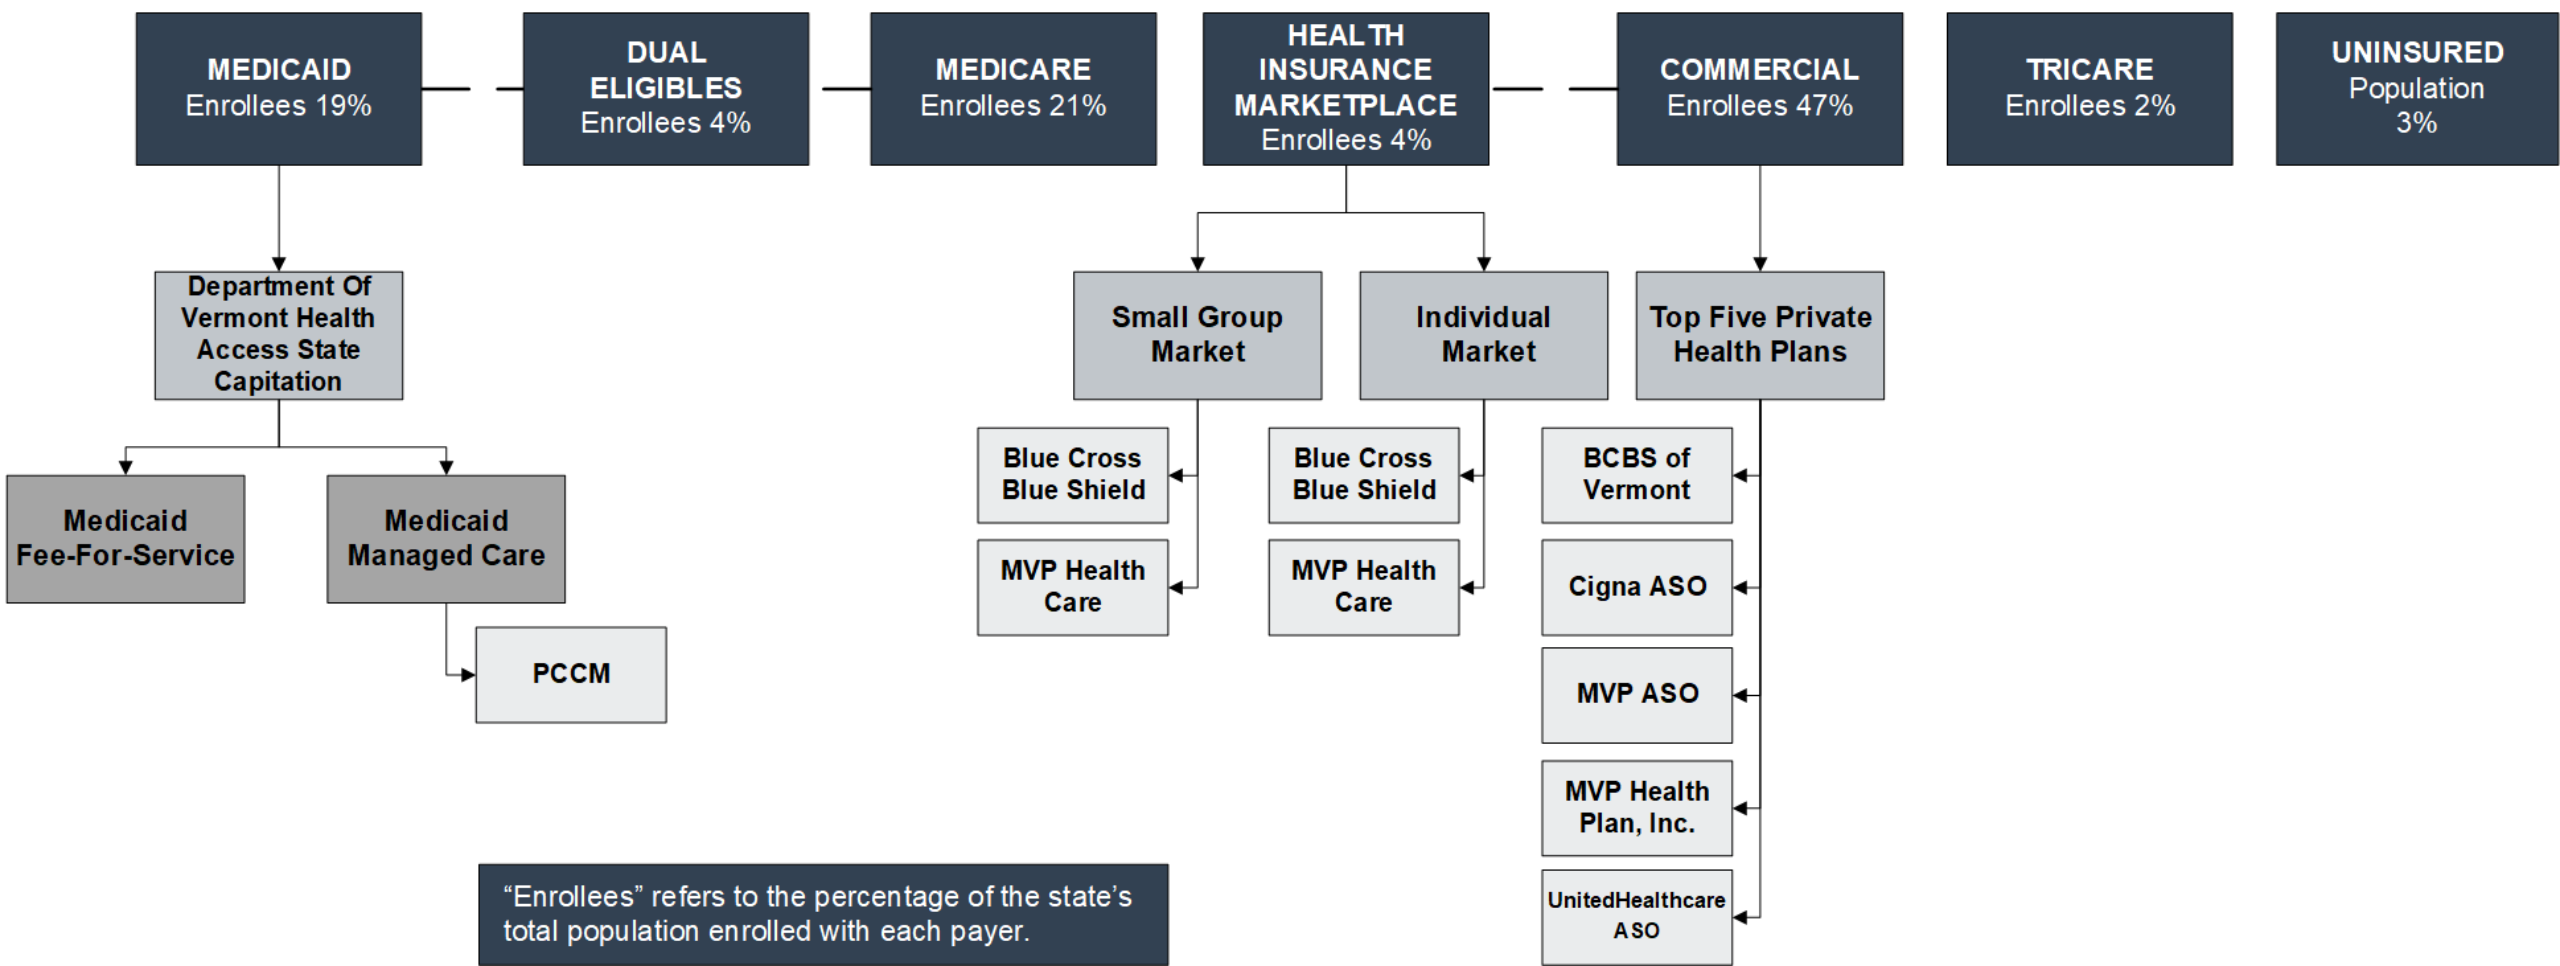 MEDICAID
Enrollees 19%
DUAL
ELIGIBLES
Enrollees 4%
MEDICARE
Enrollees 21%
HEALTH
INSURANCE
MARKETPLACE
Enrollees 4%
COMMERCIAL
Enrollees 47%
TRICARE
Enrollees 2%
UNINSURED
Population
3%
Department Of
Vermont Health
Access State
Capitation
Small Group
Market
Individual
Market
Top Five Private
Health Plans
Medicaid
Fee-For-Service
Medicaid
Managed Care
PCCM
Blue Cross
Blue Shield
MVP Health
Care
Blue Cross
Blue Shield
MVP Health
Care
BCBS of
Vermont
Cigna ASO
MVP ASO
MVP Health
Plan, Inc.
UnitedHealthcare
ASO
“Enrollees” refers to the percentage of the state’s
total population enrolled with each payer.